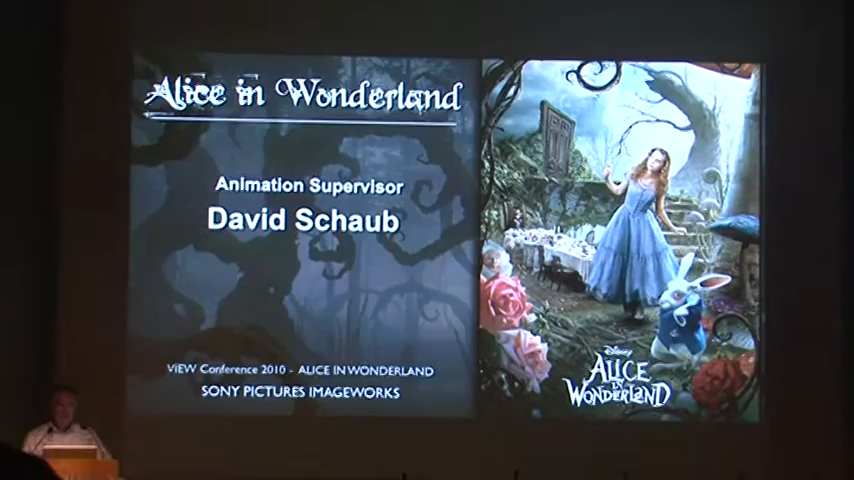 Alice in Wonderland
Animation Supervisor
David Schaub
VIEW Conference 2010 - ALICE IN WONDERLAND
SONY PICTURES IMAGEWORKS
Disney
ALICE
IN
WONDERLAND